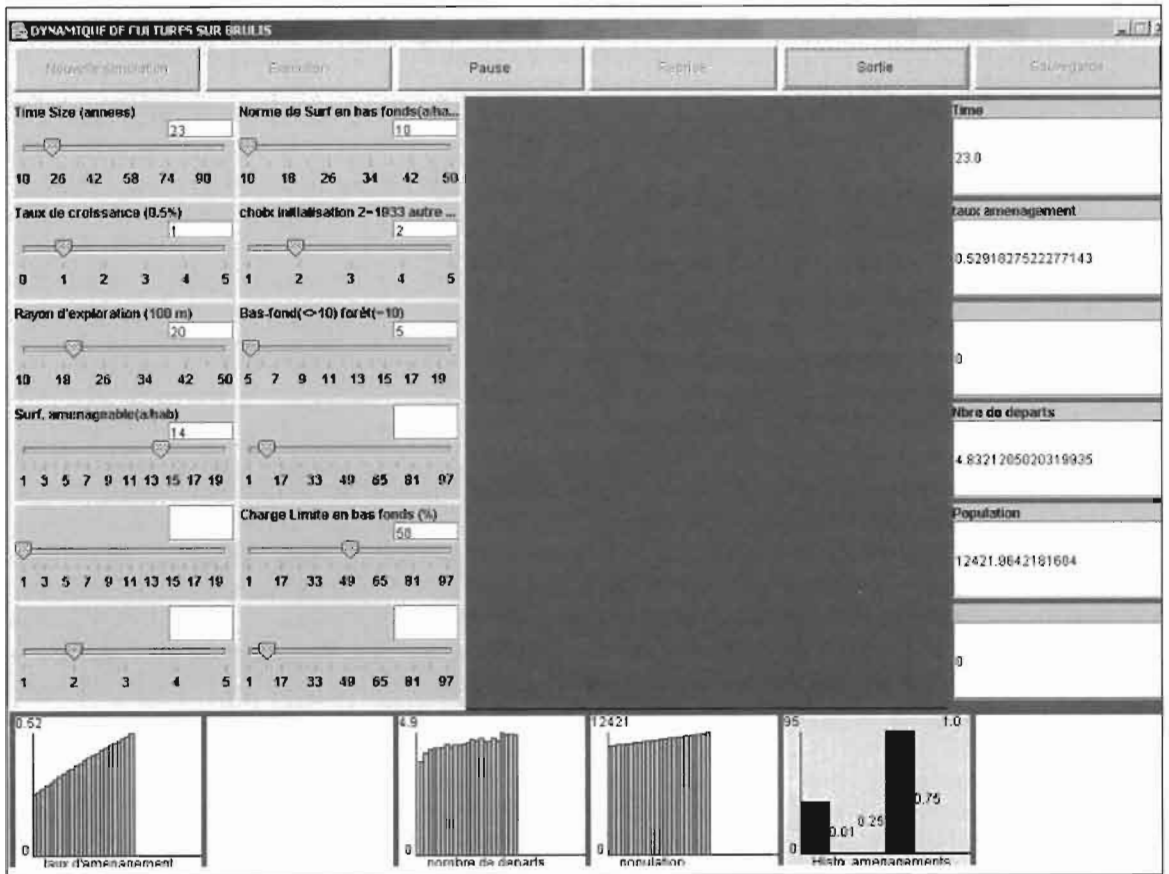 DYNAMIQUE DE CULTURES SUR BRULIS
Nouvelle simulation Execution Pause Reprise Sortie Sauvegarde
Time Size (annees)
23
10 26 42 58 74 90
Norme de Surf en bas fonds(a/ha...
10
10 18 26 34 42 50
Taux de croissance (0.5%)
1
0 1 2 3 4 5
choix initialisation 2=1933 autre ...
2
1 2 3 4 5
Rayon d'exploration (100 m)
20
10 18 26 34 42 50
Bas-fond(<>10) forêt(=10)
5
5 7 9 11 13 15 17 19
Surf. amenageable(a/hab)
14
1 3 5 7 9 11 13 15 17 19
1 17 33 49 65 81 97
1 3 5 7 9 11 13 15 17 19
Charge Limite en bas fonds (%)
50
1 17 33 49 65 81 97
1 2 3 4 5
1 17 33 49 65 81 97
Time
23.0
taux amenagement
0.5291827522277143
0
Nbre de departs
4.8321205020319935
Population
12421.9642181604
0
0.52
0
taux d'amenagement
4.9
0
nombre de departs
12421
0
population
95 1.0
0.75
0.25
0.01
0
Histo. amenagements